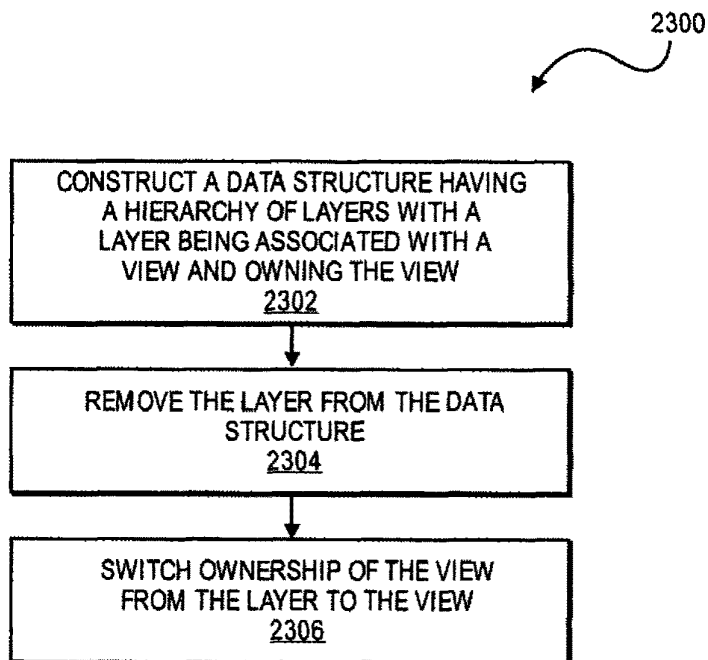 2300
CONSTRUCT A DATA STRUCTURE HAVING
A HIERARCHY OF LAYERS WITH A
LAYER BEING ASSOCIATED WITH A
VIEW AND OWNING THE VIEW
2302
REMOVE THE LAYER FROM THE DATA
STRUCTURE
2304
SWITCH OWNERSHIP OF THE VIEW
FROM THE LAYER TO THE VIEW
2306